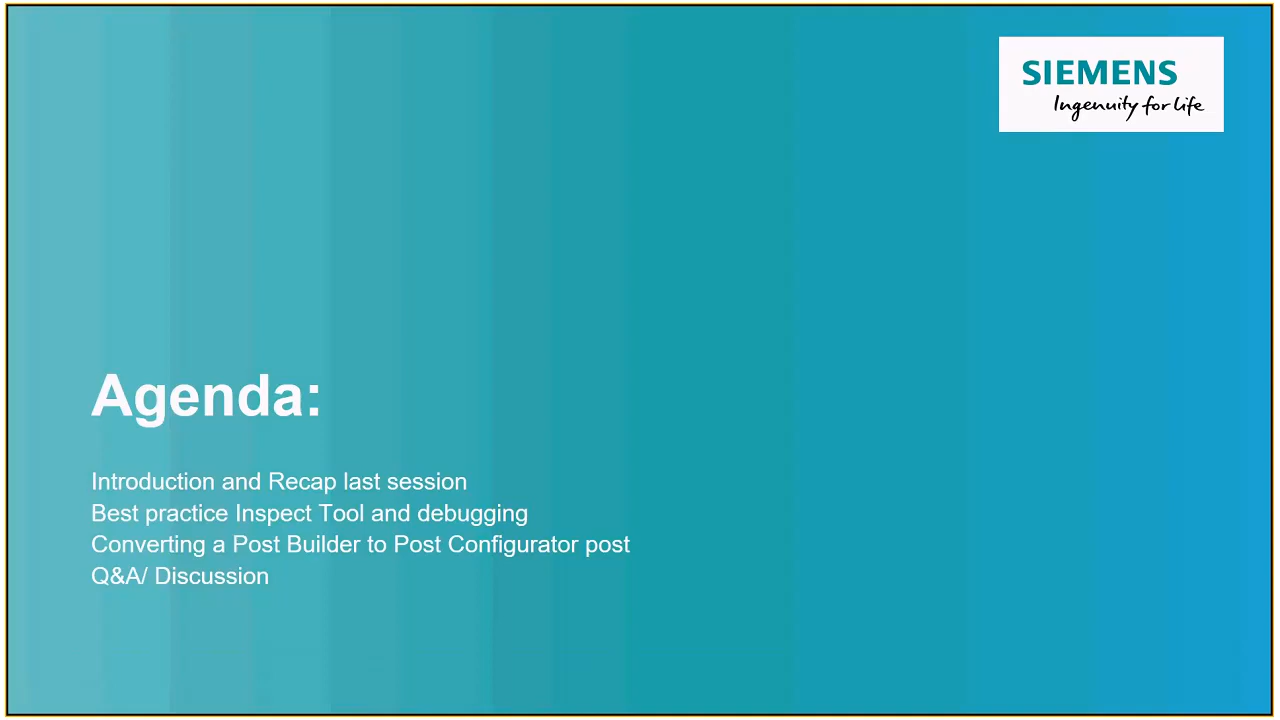 SIEMENS
Ingenuity for life
Agenda:
Introduction and Recap last session
Best practice Inspect Tool and debugging
Converting a Post Builder to Post Configurator post
Q&A/ Discussion